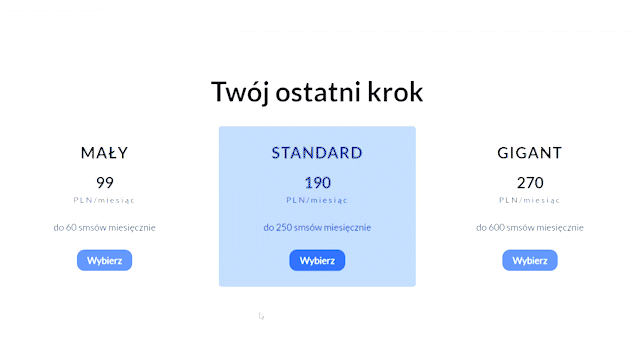 Twój ostatni krok
MAŁY
99
PLN/miesiąc
do 60 smsów miesięcznie
Wybierz
STANDARD
190
PLN/miesiąc
do 250 smsów miesięcznie
Wybierz
GIGANT
270
PLN/miesiąc
do 600 smsów miesięcznie
Wybierz